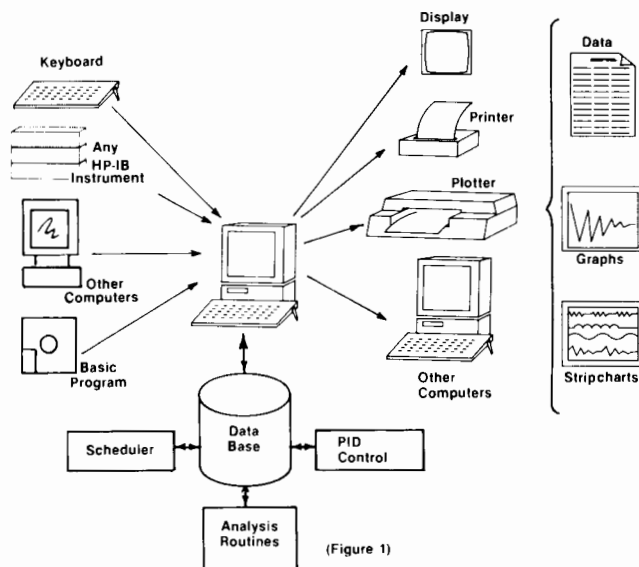 Keyboard
Any
HP-IB
Instrument
Other
Computers
Basic
Program
Display
Printer
Plotter
Other
Computers
Data
Graphs
Stripcharts
Data
Base
Scheduler
PID
Control
Analysis
Routines
(Figure 1)